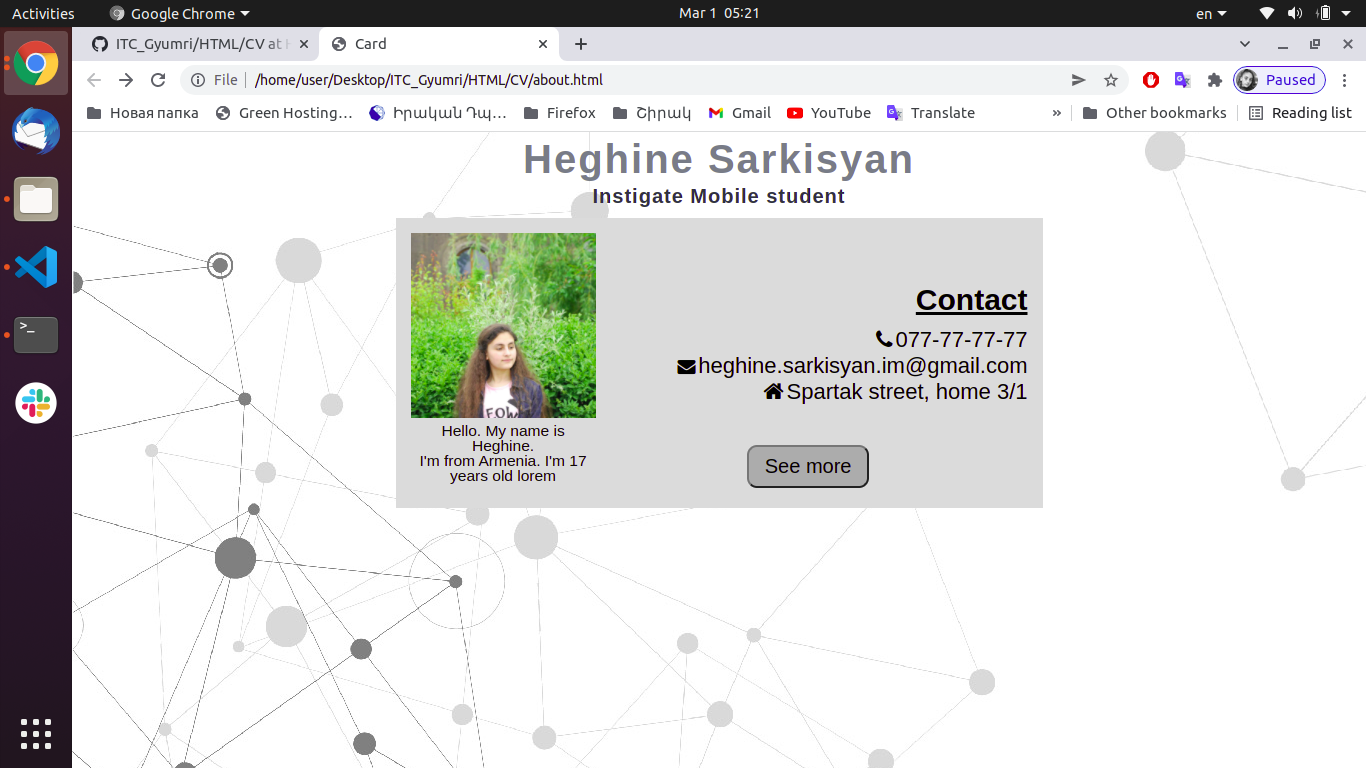 Activities
Google Chrome
Mar 1 05:21
en
ITC_Gyumri/HTML/CV at
Card
File
/home/user/Desktop/ITC_Gyumri/HTML/CV/about.html
Paused
Новая папка
Green Hosting…
Իրական Դպ…
Firefox
Շիրակ
Gmail
YouTube
Translate
»
Other bookmarks
Reading list
Heghine Sarkisyan
Instigate Mobile student
Contact
077-77-77-77
heghine.sarkisyan.im@gmail.com
Spartak street, home 3/1
Hello. My name is
Heghine.
I'm from Armenia. I'm 17
years old lorem
See more